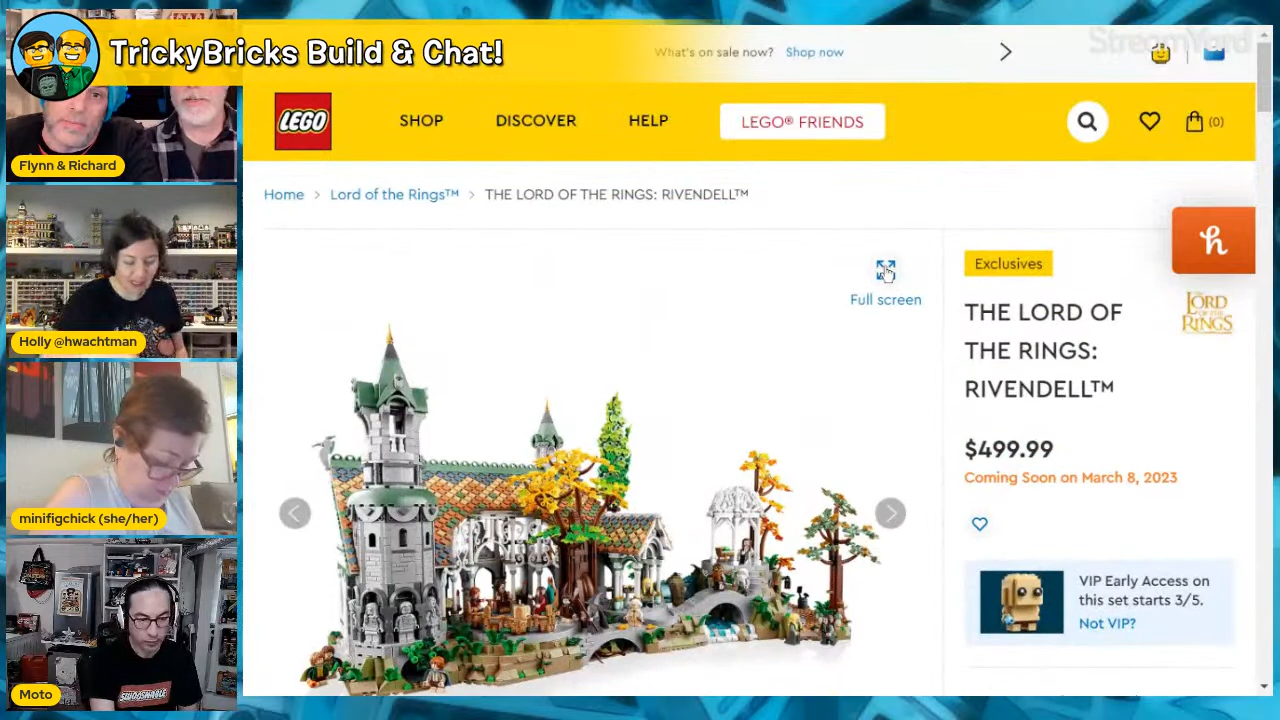 TrickyBricks Build & Chat!
What's on sale now? Shop now
StreamYard
LEGO
SHOP
DISCOVER
HELP
LEGO® FRIENDS
(0)
Flynn & Richard
Home > Lord of the Rings™ > THE LORD OF THE RINGS: RIVENDELL™
h
Full screen
Exclusives
THE LORD OF
THE RINGS:
RIVENDELL™
THE
LORD
OF THE
RINGS
$499.99
Coming Soon on March 8, 2023
VIP Early Access on
this set starts 3/5.
Not VIP?
Holly @hwachtman
minifigchick (she/her)
Moto